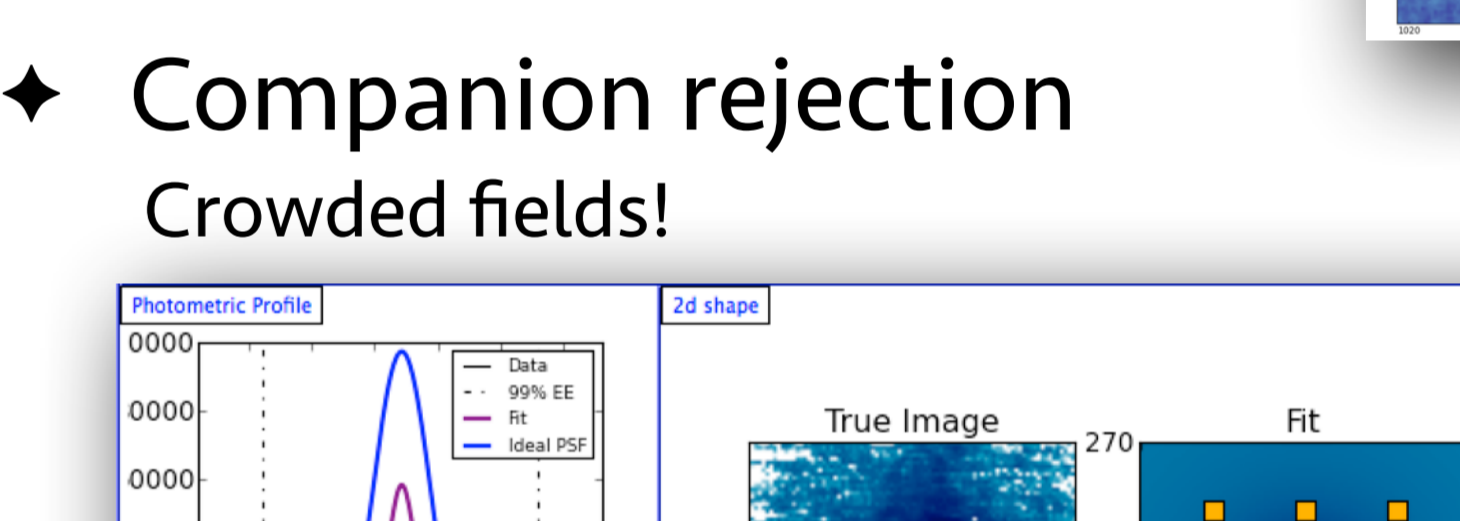 1020
✦ Companion rejection
Crowded fields!
Photometric Profile
2d shape
0000
Data
99% EE
Fit
Ideal PSF
0000
0000
True Image
270
Fit